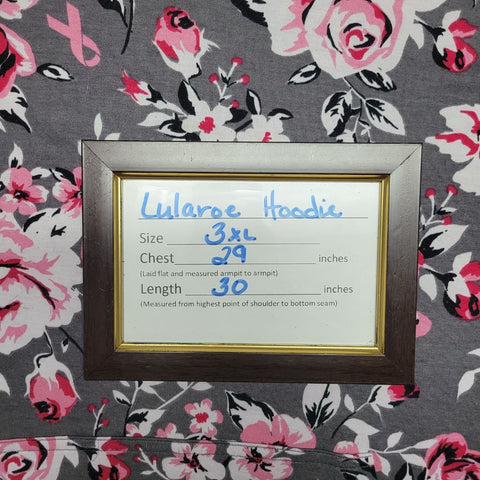 Lularoe Hoodie
Size 3XL
Chest 29 inches
(Laid flat and measured armpit to armpit)
Length 30 inches
(Measured from highest point of shoulder to bottom seam)